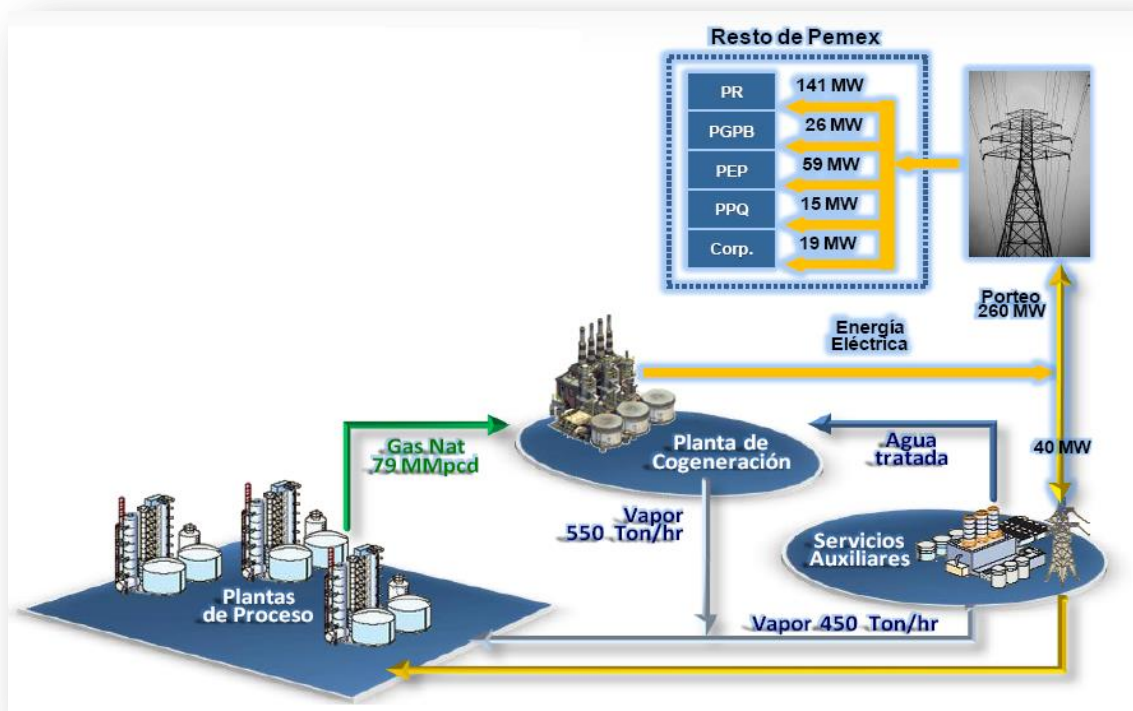 Resto de Pemex
PR
141 MW
PGPB
26 MW
PEP
59 MW
PPQ
15 MW
Corp.
19 MW
Porteo
260 MW
Energía
Eléctrica
Gas Nat
79 MMpcd
Planta de
Cogeneración
Agua
tratada
40 MW
Vapor
550 Ton/hr
Servicios
Auxiliares
Plantas
de Proceso
Vapor 450 Ton/hr